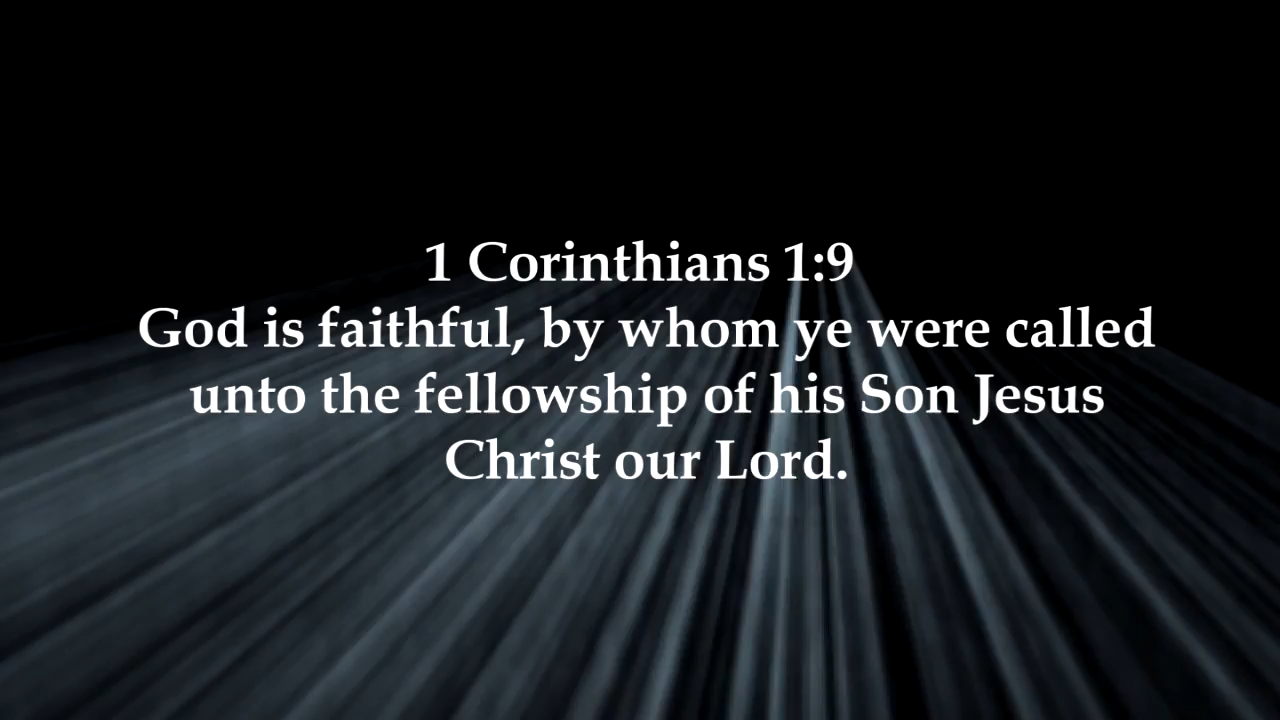 1 Corinthians 1:9
God is faithful, by whom ye were called
unto the fellowship of his Son Jesus
Christ our Lord.